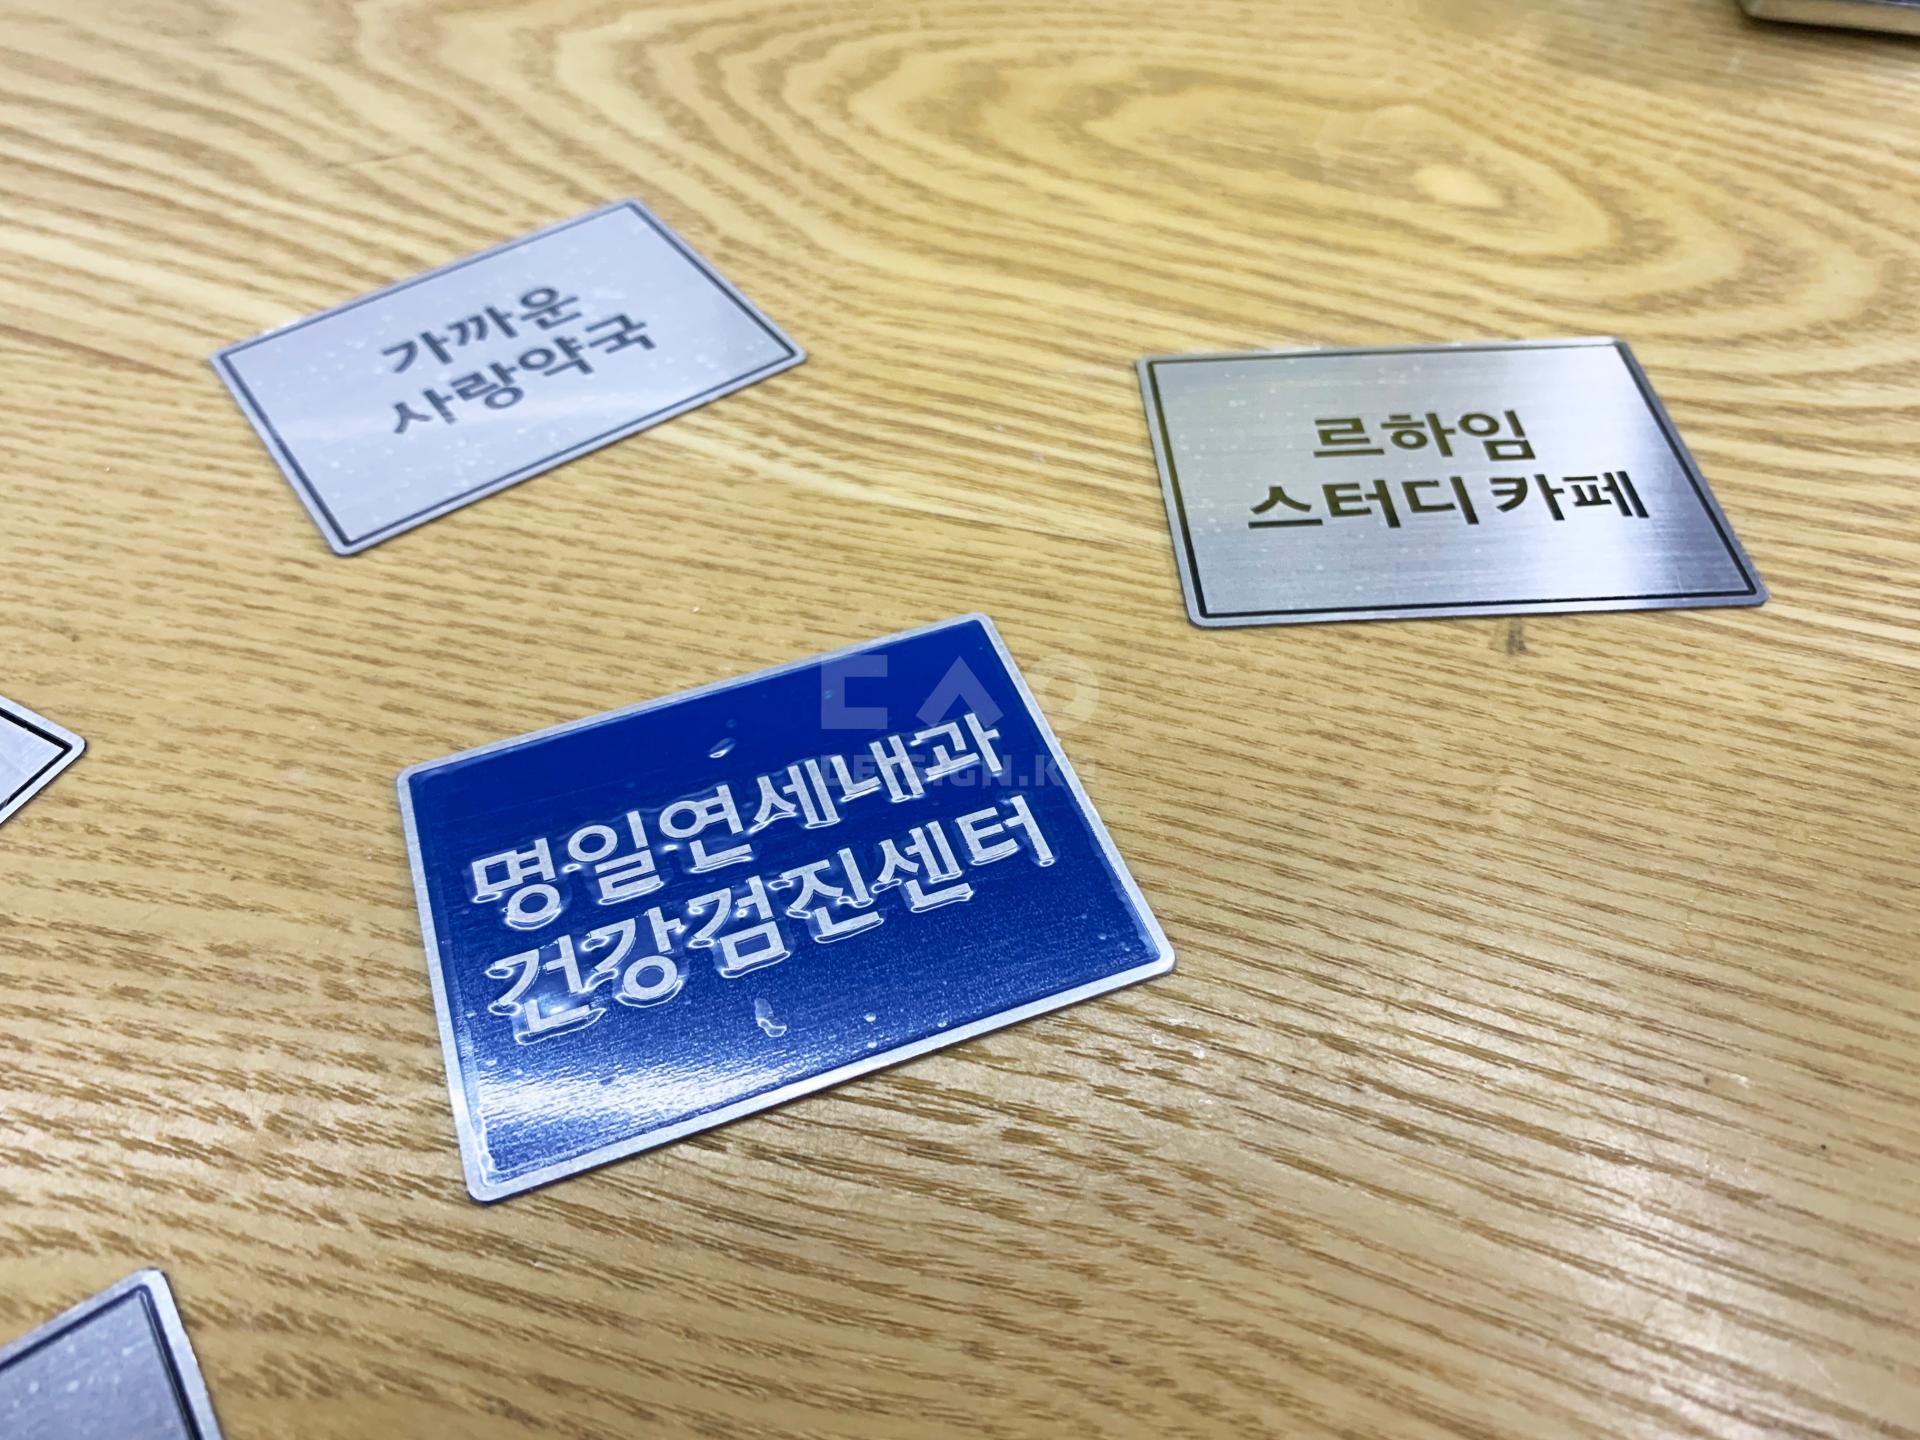 가까운
사랑약국
르하임
스터디 카페
명일연세내과
건강검진센터